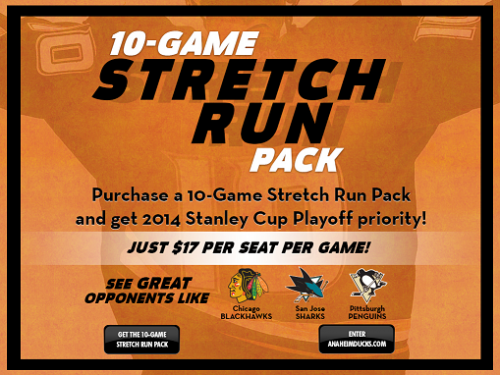 10-GAME
STRETCH
RUN
PACK
Purchase a 10-Game Stretch Run Pack
and get 2014 Stanley Cup Playoff priority!
JUST $17 PER SEAT PER GAME!
SEE GREAT
OPPONENTS LIKE
Chicago
BLACKHAWKS
San Jose
SHARKS
Pittsburgh
PENGUINS
GET THE 10-GAME
STRETCH RUN PACK
ENTER
ANAHEIMDUCKS.COM